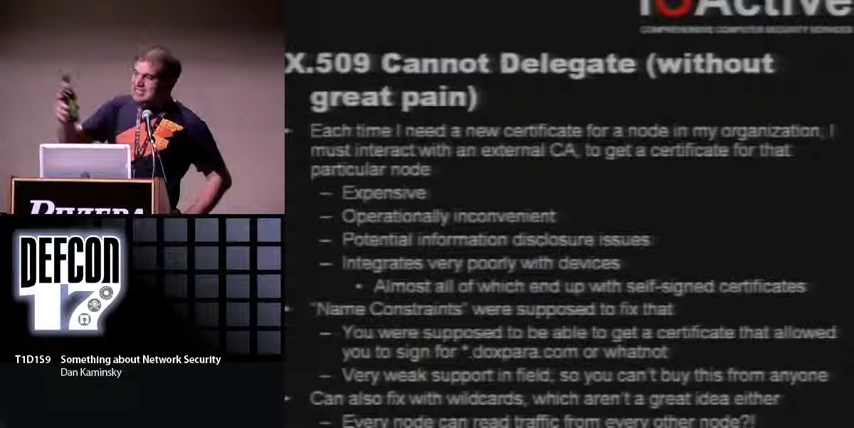 IOActive
COMPREHENSIVE COMPUTER SECURITY SERVICES
X.509 Cannot Delegate (without
great pain)
• Each time I need a new certificate for a node in my organization, I
must interact with an external CA, to get a certificate for that
particular node
– Expensive
– Operationally inconvenient
– Potential information disclosure issues
– Integrates very poorly with devices
• Almost all of which end up with self-signed certificates
• "Name Constraints" were supposed to fix that
– You were supposed to be able to get a certificate that allowed
you to sign for *.doxpara.com or whatnot
– Very weak support in field, so you can't buy this from anyone
• Can also fix with wildcards, which aren't a great idea either
– Every node can read traffic from every other node?!
RIVIERA
DEFCON
17
T1D1S9 Something about Network Security
Dan Kaminsky